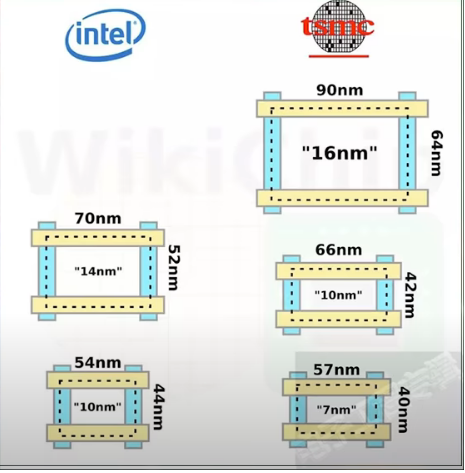 intel
tsmc
WikiChip
90nm
64nm
"16nm"
70nm
52nm
"14nm"
66nm
42nm
"10nm"
54nm
44nm
"10nm"
57nm
40nm
"7nm"